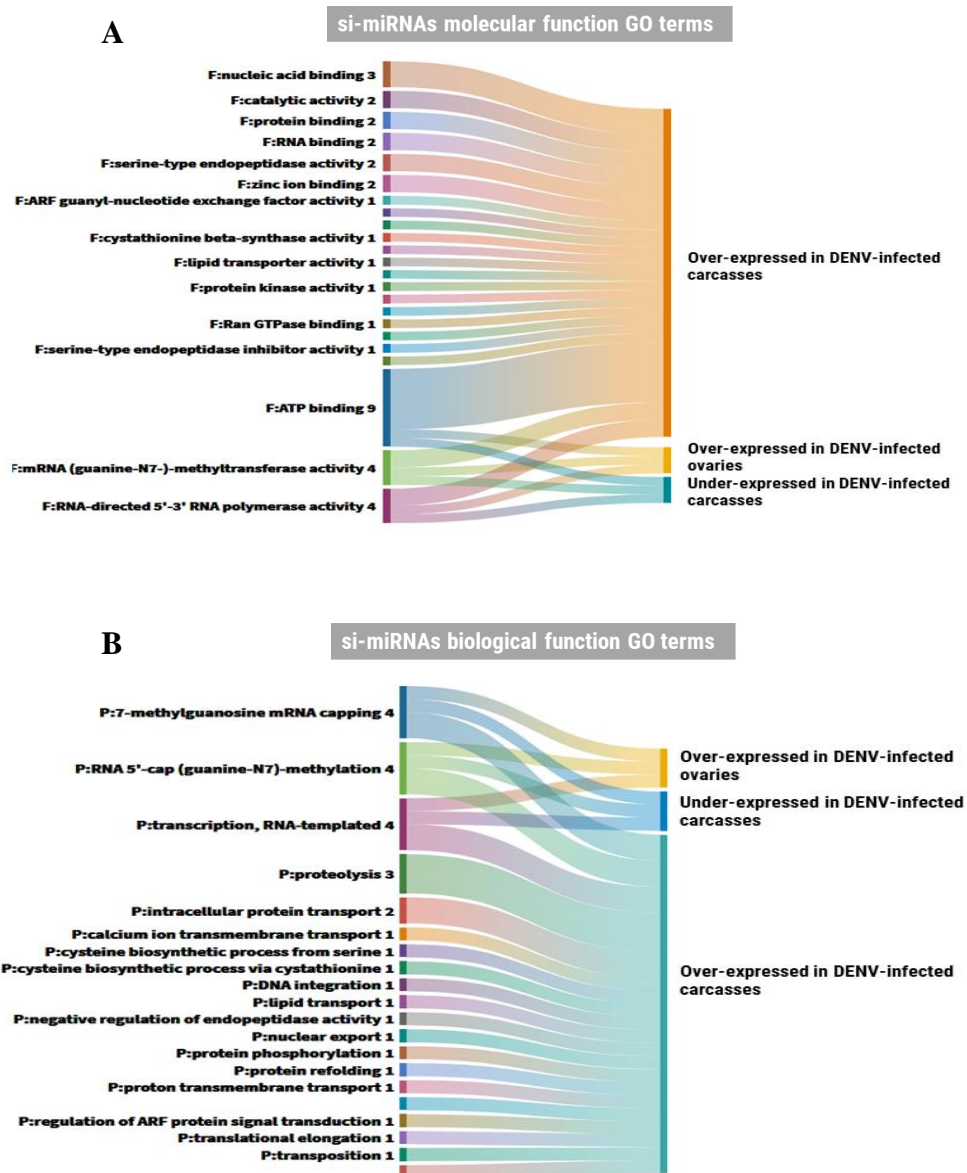 A
si-miRNAs molecular function GO terms
F:nucleic acid binding 3
F:catalytic activity 2
F:protein binding 2
F:RNA binding 2
F:serine-type endopeptidase activity 2
F:zinc ion binding 2
F:ARF guanyl-nucleotide exchange factor activity 1
F:cystathionine beta-synthase activity 1
F:lipid transporter activity 1
F:protein kinase activity 1
F:Ran GTPase binding 1
F:serine-type endopeptidase inhibitor activity 1
F:ATP binding 9
F:mRNA (guanine-N7-)-methyltransferase activity 4
F:RNA-directed 5'-3' RNA polymerase activity 4
Over-expressed in DENV-infected
carcasses
Over-expressed in DENV-infected
ovaries
Under-expressed in DENV-infected
carcasses
B
si-miRNAs biological function GO terms
P:7-methylguanosine mRNA capping 4
P:RNA 5'-cap (guanine-N7)-methylation 4
P:transcription, RNA-templated 4
P:proteolysis 3
P:intracellular protein transport 2
P:calcium ion transmembrane transport 1
P:cysteine biosynthetic process from serine 1
P:cysteine biosynthetic process via cystathionine 1
P:DNA integration 1
P:lipid transport 1
P:negative regulation of endopeptidase activity 1
P:nuclear export 1
P:protein phosphorylation 1
P:protein refolding 1
P:proton transmembrane transport 1
P:regulation of ARF protein signal transduction 1
P:translational elongation 1
P:transposition 1
Over-expressed in DENV-infected
ovaries
Under-expressed in DENV-infected
carcasses
Over-expressed in DENV-infected
carcasses